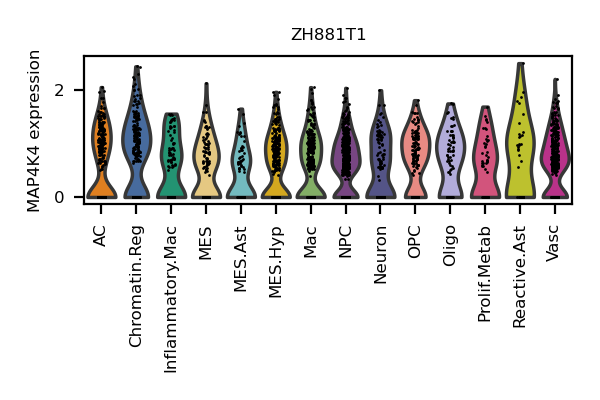 ZH881T1
MAP4K4 expression
2
0
AC
Chromatin.Reg
Inflammatory.Mac
MES
MES.Ast
MES.Hyp
Mac
NPC
Neuron
OPC
Oligo
Prolif.Metab
Reactive.Ast
Vasc